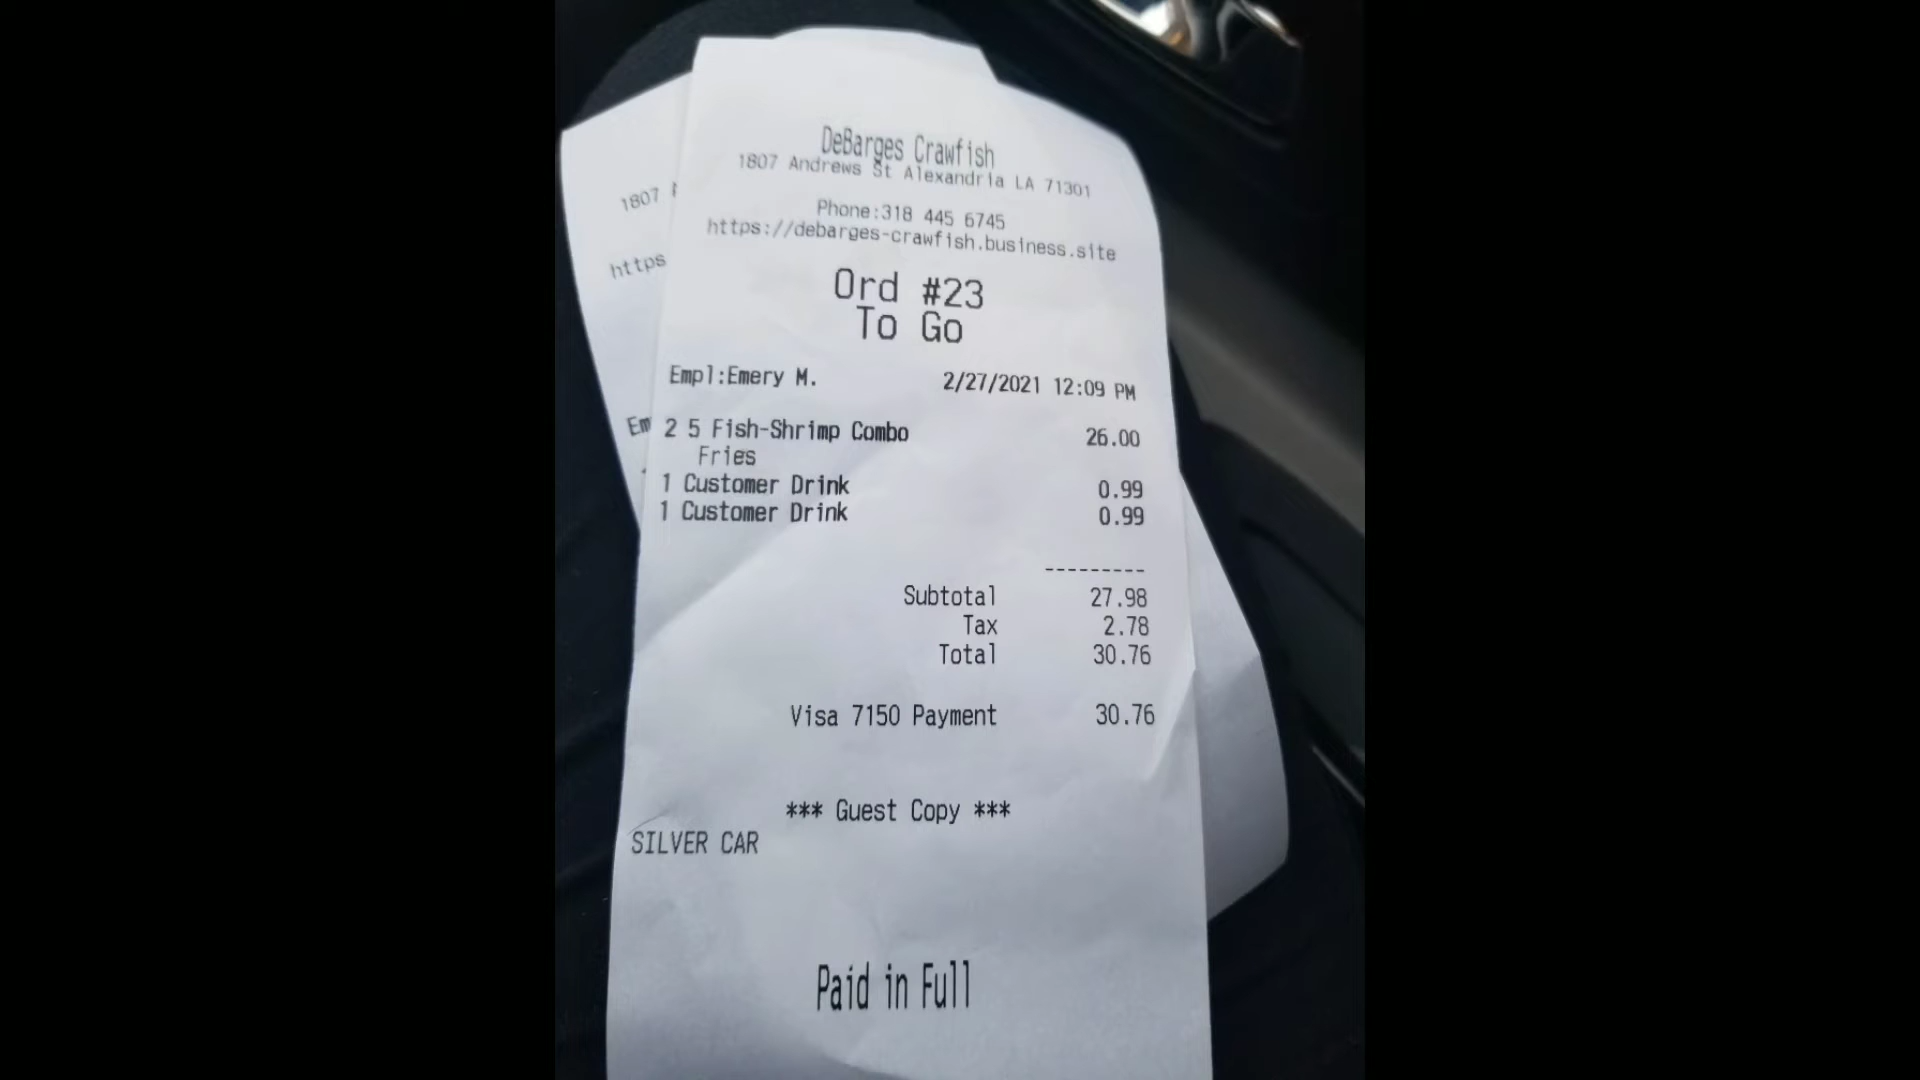 DeBarges Crawfish
1807 Andrews St Alexandria LA 71301
Phone:318 445 6745
https://debarges-crawfish.business.site
Ord #23
To Go
Empl:Emery M. 2/27/2021 12:09 PM
2 5 Fish-Shrimp Combo 26.00
Fries
1 Customer Drink 0.99
1 Customer Drink 0.99
---------
Subtotal 27.98
Tax 2.78
Total 30.76
Visa 7150 Payment 30.76
*** Guest Copy ***
SILVER CAR
Paid in Full
1807
https
Em